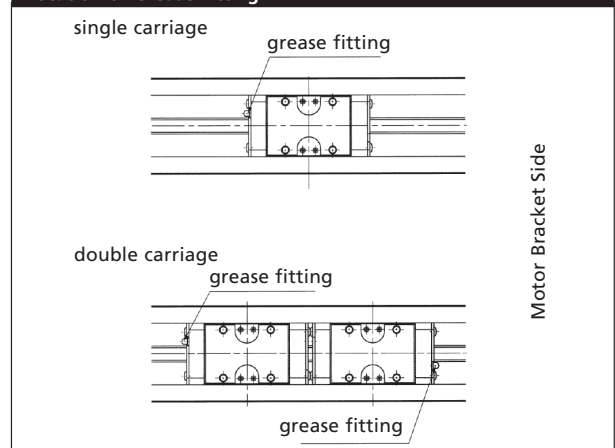 single carriage
grease fitting
Motor Bracket Side
double carriage
grease fitting
grease fitting